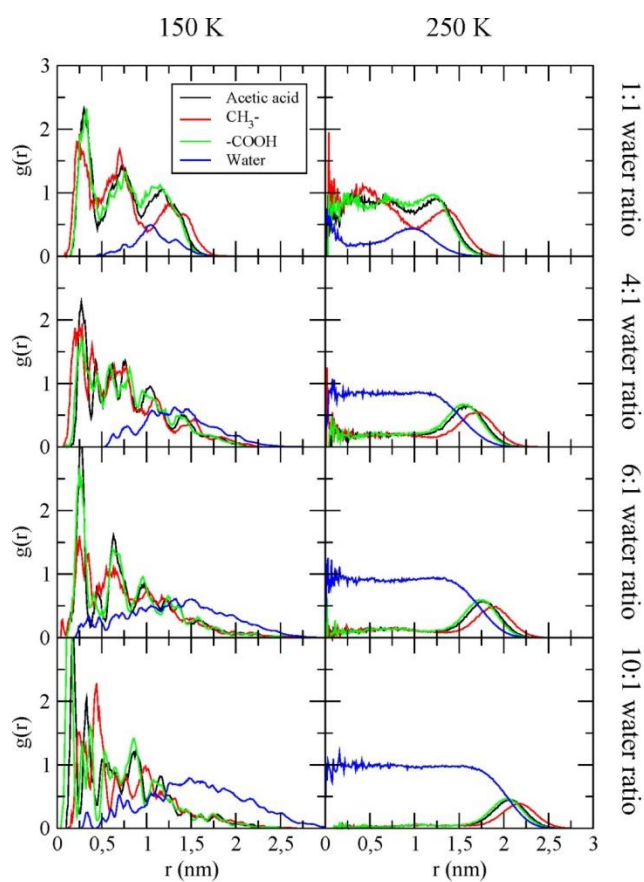 150 K 250 K
3
Acetic acid
CH3-
-COOH
Water
2
g(r)
1
0
1:1 water ratio
2
g(r)
1
0
4:1 water ratio
2
g(r)
1
0
6:1 water ratio
2
g(r)
1
0
10:1 water ratio
0 0,5 1 1,5 2 2,5 0 0,5 1 1,5 2 2,5 3
r (nm) r (nm)